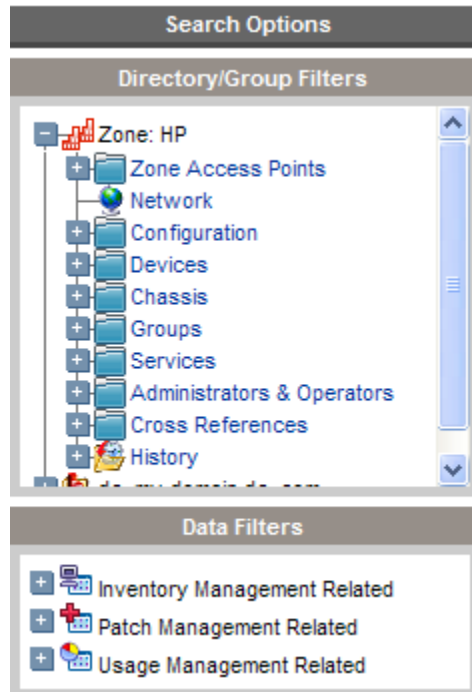 Search Options
Directory/Group Filters
Zone: HP
Zone Access Points
Network
Configuration
Devices
Chassis
Groups
Services
Administrators & Operators
Cross References
History
Data Filters
Inventory Management Related
Patch Management Related
Usage Management Related